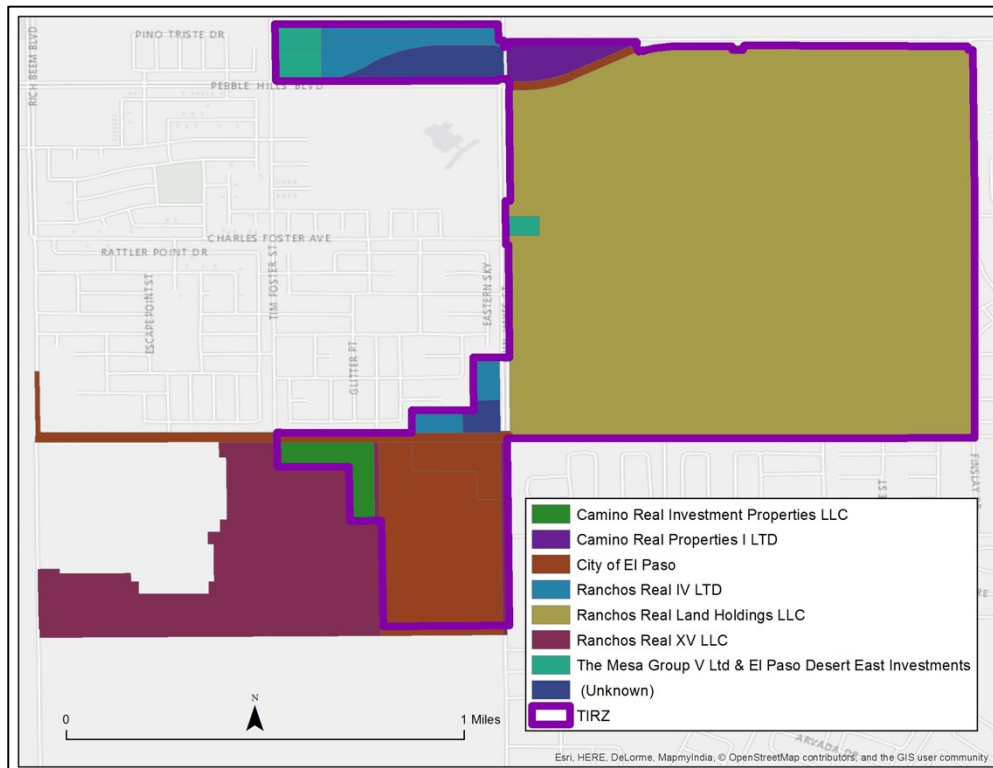 PINO TRISTE DR
RICH BEEM BLVD
PEBBLE HILLS BLVD
CHARLES FOSTER AVE
RATTLER POINT DR
TIM FOSTER ST
EASTERN SKY
ESCAPE POINT ST
GLITTER PT
FINSLAY
Camino Real Investment Properties LLC
Camino Real Properties I LTD
City of El Paso
Ranchos Real IV LTD
Ranchos Real Land Holdings LLC
Ranchos Real XV LLC
The Mesa Group V Ltd & El Paso Desert East Investments
(Unknown)
TIRZ
N
0 1 Miles
ARVADA DR
Esri, HERE, DeLorme, MapmyIndia, © OpenStreetMap contributors, and the GIS user community